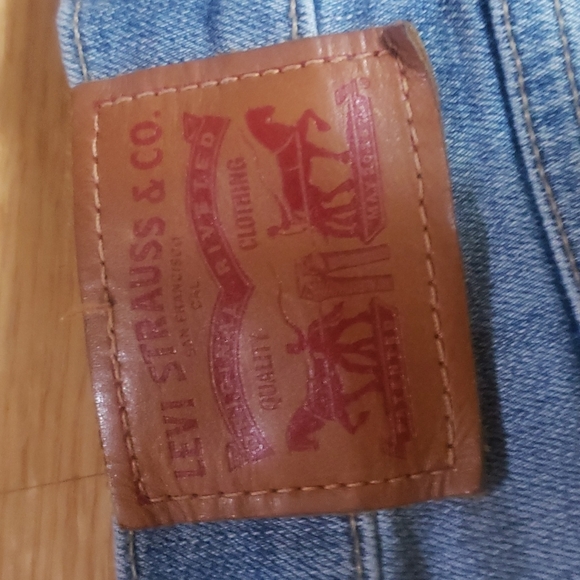 LEVI STRAUSS & CO.
SAN FRANCISCO
CAL
ORIGINAL RIVETED
QUALITY CLOTHING